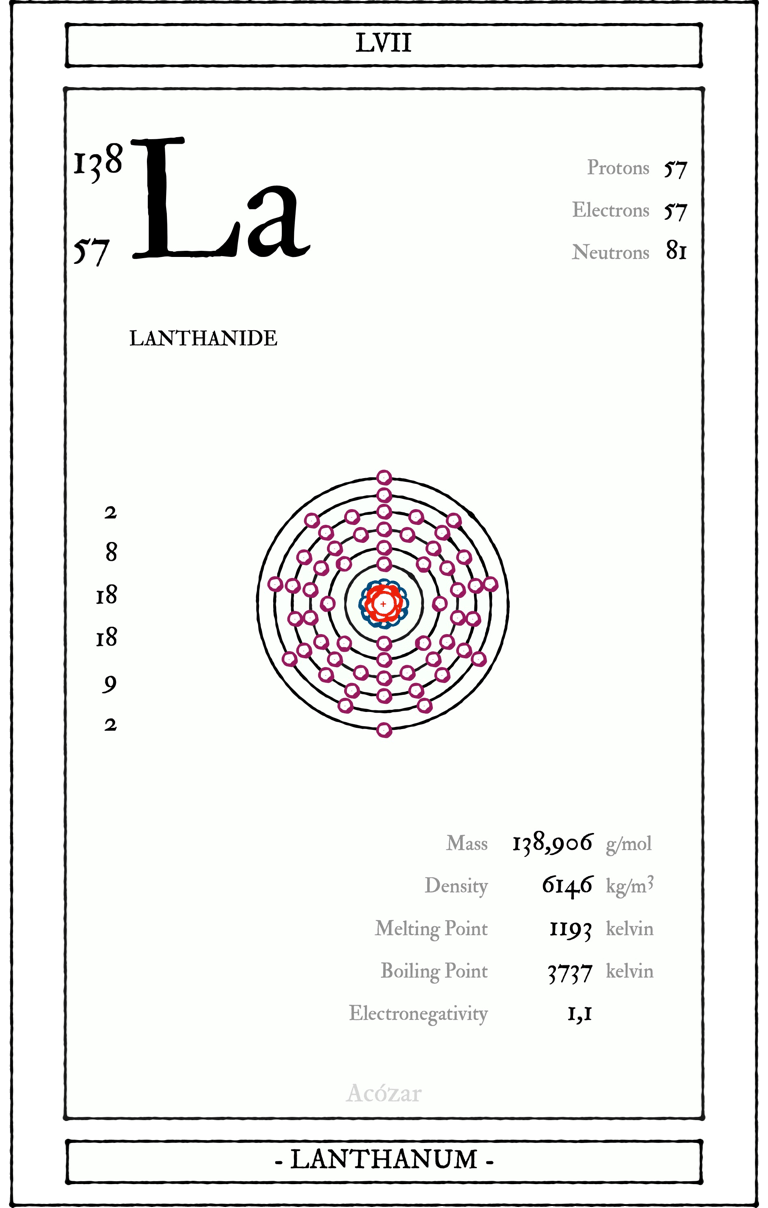 LVII
138
La
57
Protons 57
Electrons 57
Neutrons 81
LANTHANIDE
2
8
18
18
9
2
+
Mass 138,906 g/mol
Density 6146 kg/m³
Melting Point 1193 kelvin
Boiling Point 3737 kelvin
Electronegativity 1,1
Acózar
- LANTHANUM -